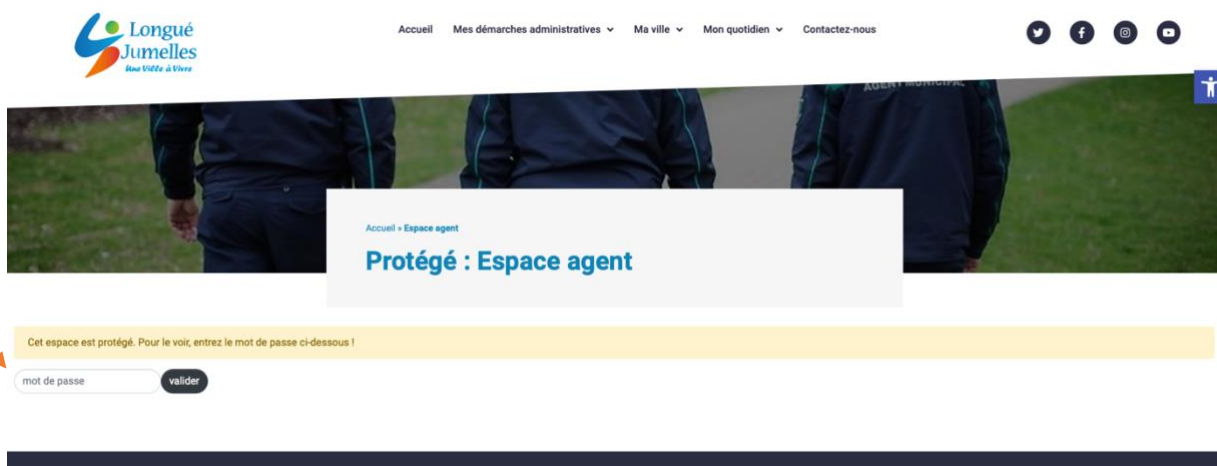 Longué
Jumelles
Une Ville à Vivre
Accueil Mes démarches administratives Ma ville Mon quotidien Contactez-nous
AGENT MUNICIPAL
Accueil » Espace agent
Protégé : Espace agent
Cet espace est protégé. Pour le voir, entrez le mot de passe ci-dessous !
mot de passe valider